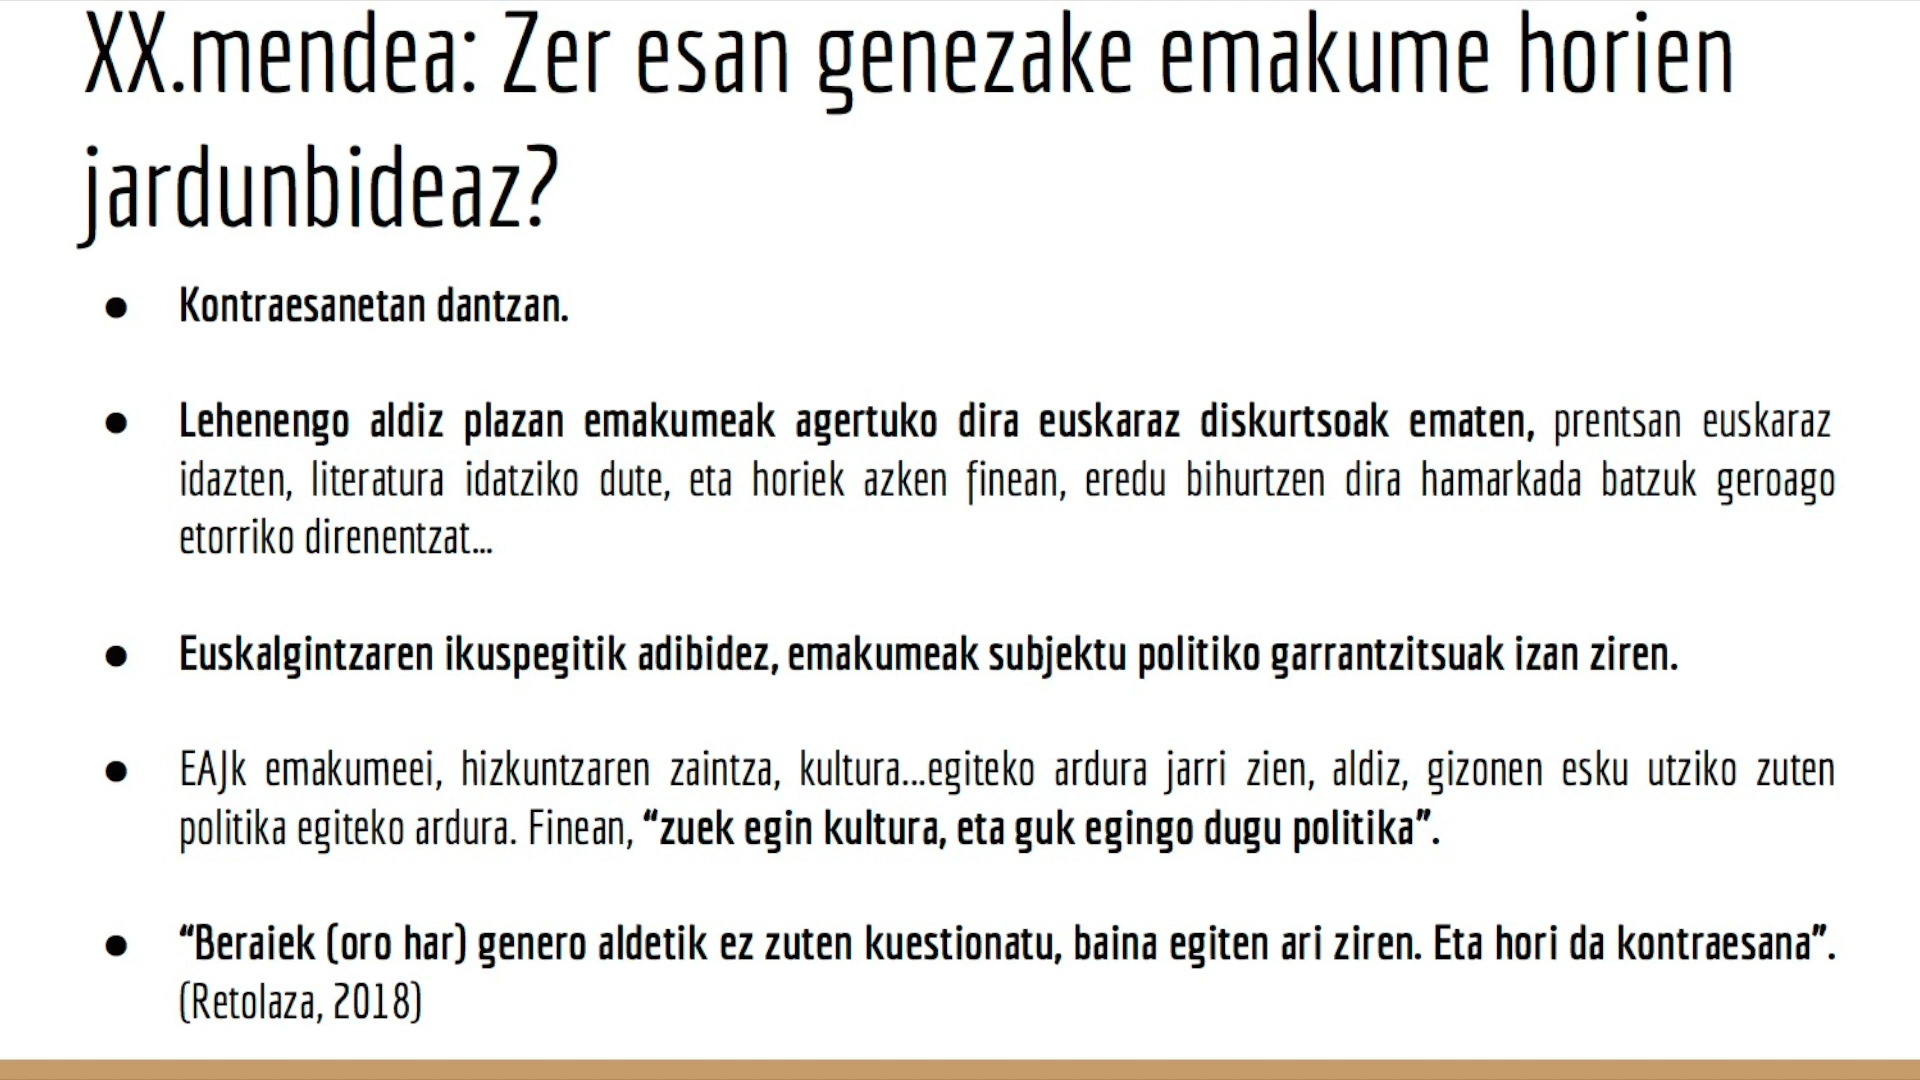 XX.mendea: Zer esan genezake emakume horien
jardunbideaz?
● Kontraesanetan dantzan.
● Lehenengo aldiz plazan emakumeak agertuko dira euskaraz diskurtsoak ematen, prentsan euskaraz
idazten, literatura idatziko dute, eta horiek azken finean, eredu bihurtzen dira hamarkada batzuk geroago
etorriko direnentzat...
● Euskalgintzaren ikuspegitik adibidez, emakumeak subjektu politiko garrantzitsuak izan ziren.
● EAJk emakumeei, hizkuntzaren zaintza, kultura...egiteko ardura jarri zien, aldiz, gizonen esku utziko zuten
politika egiteko ardura. Finean, “zuek egin kultura, eta guk egingo dugu politika”.
● “Beraiek (oro har) genero aldetik ez zuten kuestionatu, baina egiten ari ziren. Eta hori da kontraesana”.
(Retolaza, 2018)